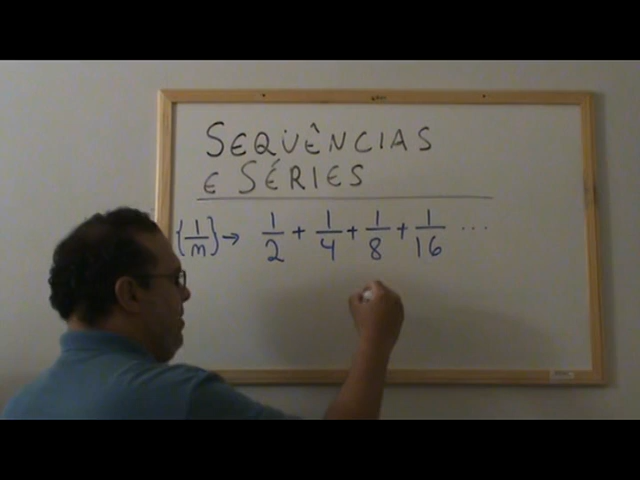 SEQUÊNCIAS
E SÉRIES
{1/m} → 1/2 + 1/4 + 1/8 + 1/16 ...